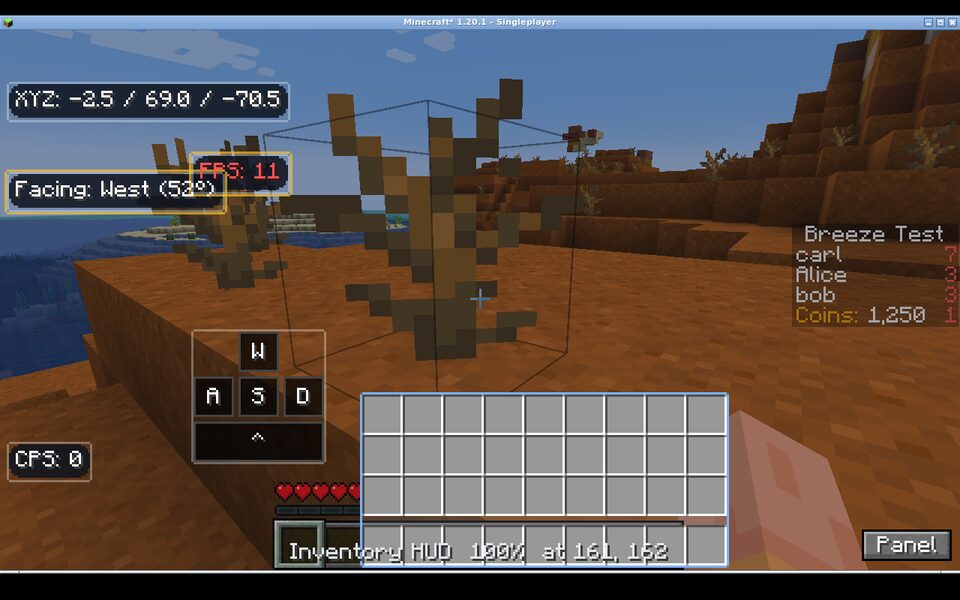 Minecraft* 1.20.1 - Singleplayer
XYZ: -2.5 / 69.0 / -70.5
FPS: 11
Facing: West (52°)
Breeze Test
carl 7
Alice 3
bob 3
Coins: 1,250 1
W
A S D
^
CPS: 0
Inventory HUD 100% at 161, 162
Panel